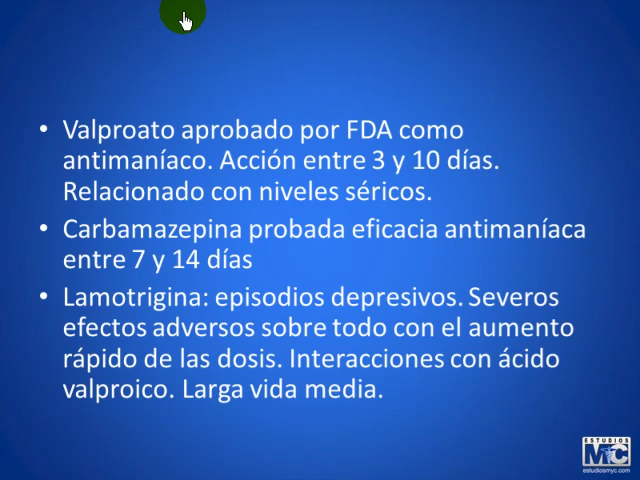 • Valproato aprobado por FDA como
antimaníaco. Acción entre 3 y 10 días.
Relacionado con niveles séricos.
• Carbamazepina probada eficacia antimaníaca
entre 7 y 14 días
• Lamotrigina: episodios depresivos. Severos
efectos adversos sobre todo con el aumento
rápido de las dosis. Interacciones con ácido
valproico. Larga vida media.
ESTUDIOS
MyC
estudiosmyc.com